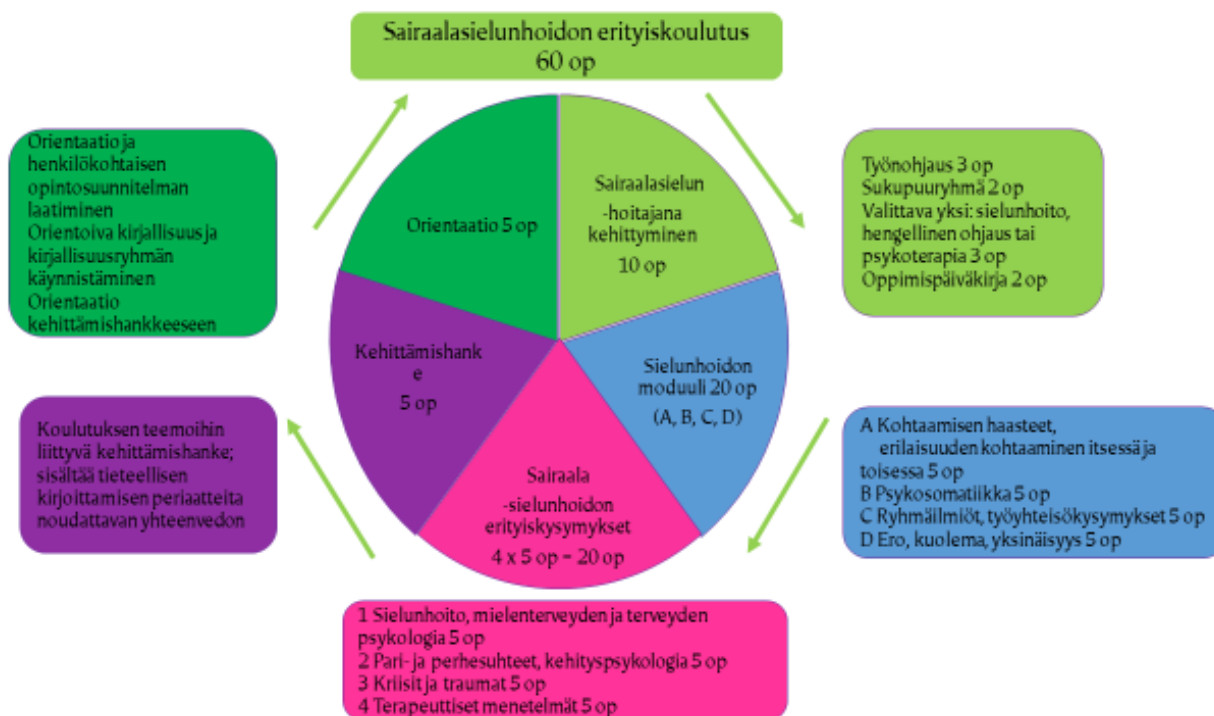 Sairaalasielunhoidon erityiskoulutus
60 op
Orientaatio ja
henkilökohtaisen
opintosuunnitelman
laatiminen
Orientoiva kirjallisuus ja
kirjallisuusryhmän
käynnistäminen
Orientaatio
kehittämishankkeeseen
Orientaatio 5 op
Sairaalasielun
-hoitajana
kehittyminen
10 op
Työnohjaus 3 op
Sukupuuryhmä 2 op
Valittava yksi: sielunhoito,
hengellinen ohjaus tai
psykoterapia 3 op
Oppimispäiväkirja 2 op
Kehittämishank
e
5 op
Sielunhoidon
moduuli 20 op
(A, B, C, D)
Koulutuksen teemoihin
liittyvä kehittämishanke;
sisältää tieteellisen
kirjoittamisen periaatteita
noudattavan yhteenvedon
Sairaala
-sielunhoidon
erityiskysymykset
4 x 5 op = 20 op
A Kohtaamisen haasteet,
erilaisuuden kohtaaminen itsessä ja
toisessa 5 op
B Psykosomatiikka 5 op
C Ryhmäilmiöt, työyhteisökysymykset 5 op
D Ero, kuolema, yksinäisyys 5 op
1 Sielunhoito, mielenterveyden ja terveyden
psykologia 5 op
2 Pari- ja perhesuhteet, kehityspsykologia 5 op
3 Kriisit ja traumat 5 op
4 Terapeuttiset menetelmät 5 op